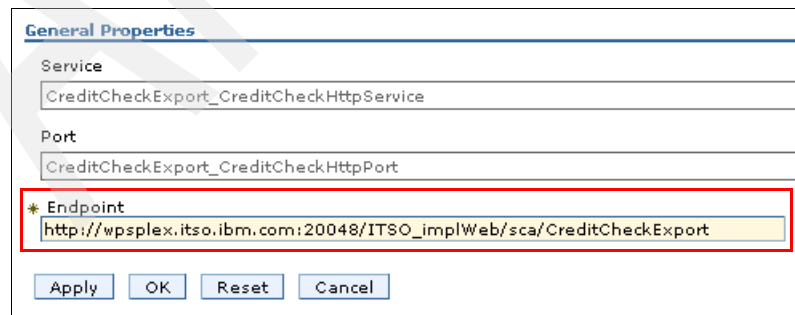 General Properties
Service
CreditCheckExport_CreditCheckHttpService
Port
CreditCheckExport_CreditCheckHttpPort
* Endpoint
http://wpsplex.itso.ibm.com:20048/ITSO_implWeb/sca/CreditCheckExport
Apply OK Reset Cancel